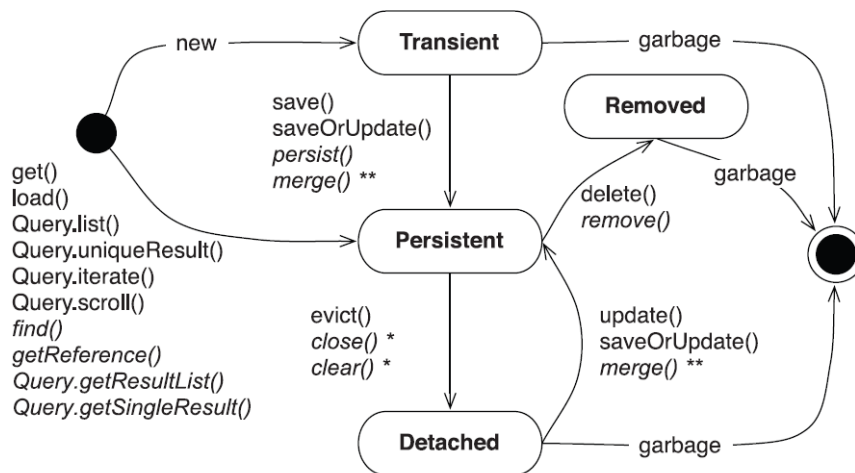 new
Transient
garbage
save()
saveOrUpdate()
persist()
merge() **
Removed
get()
load()
Query.list()
Query.uniqueResult()
Query.iterate()
Query.scroll()
find()
getReference()
Query.getResultList()
Query.getSingleResult()
Persistent
delete()
remove()
garbage
evict()
close() *
clear() *
update()
saveOrUpdate()
merge() **
Detached
garbage